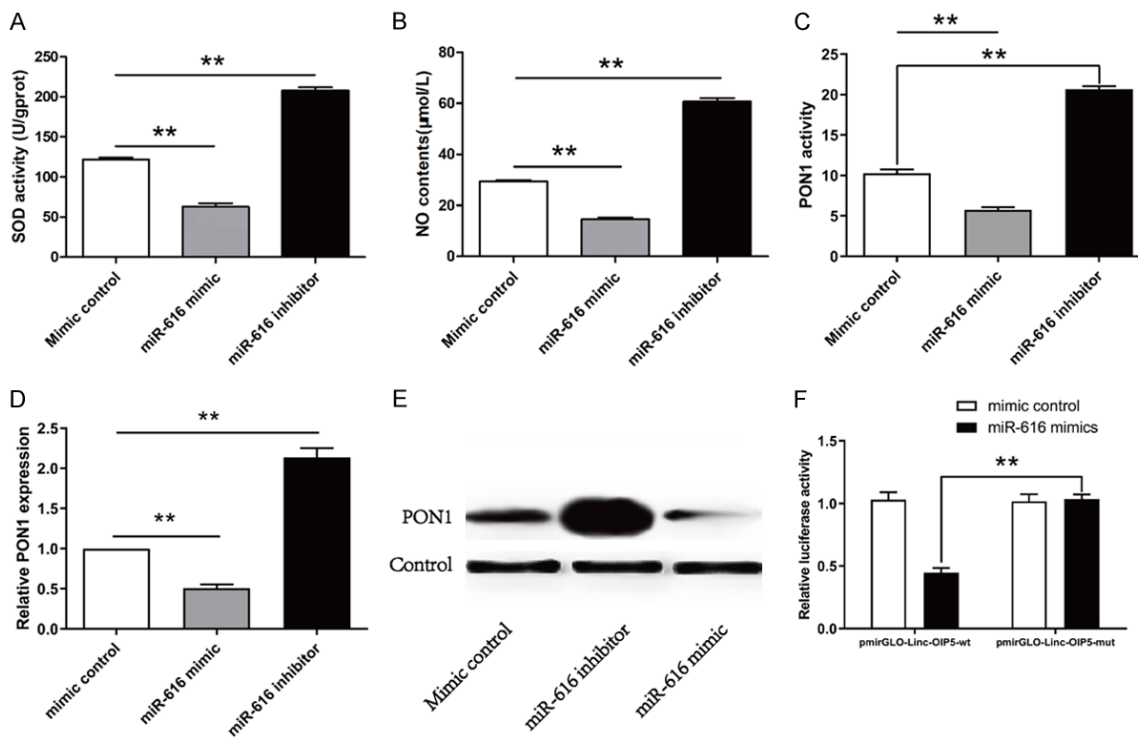 A
SOD activity (U/gprot)
250
200
150
100
50
0
**
**
Mimic control
miR-616 mimic
miR-616 inhibitor
B
NO contents(μmol/L)
80
60
40
20
0
**
**
Mimic control
miR-616 mimic
miR-616 inhibitor
C
PON1 activity
25
20
15
10
5
0
**
**
Mimic control
miR-616 mimic
miR-616 inhibitor
D
Relative PON1 expression
2.5
2.0
1.5
1.0
0.5
0.0
**
**
mimic control
miR-616 mimic
miR-616 inhibitor
E
PON1
Control
Mimic control
miR-616 inhibitor
miR-616 mimic
F
mimic control
miR-616 mimics
Relative luciferase activity
1.5
1.0
0.5
0.0
**
pmirGLO-Linc-OIP5-wt
pmirGLO-Linc-OIP5-mut